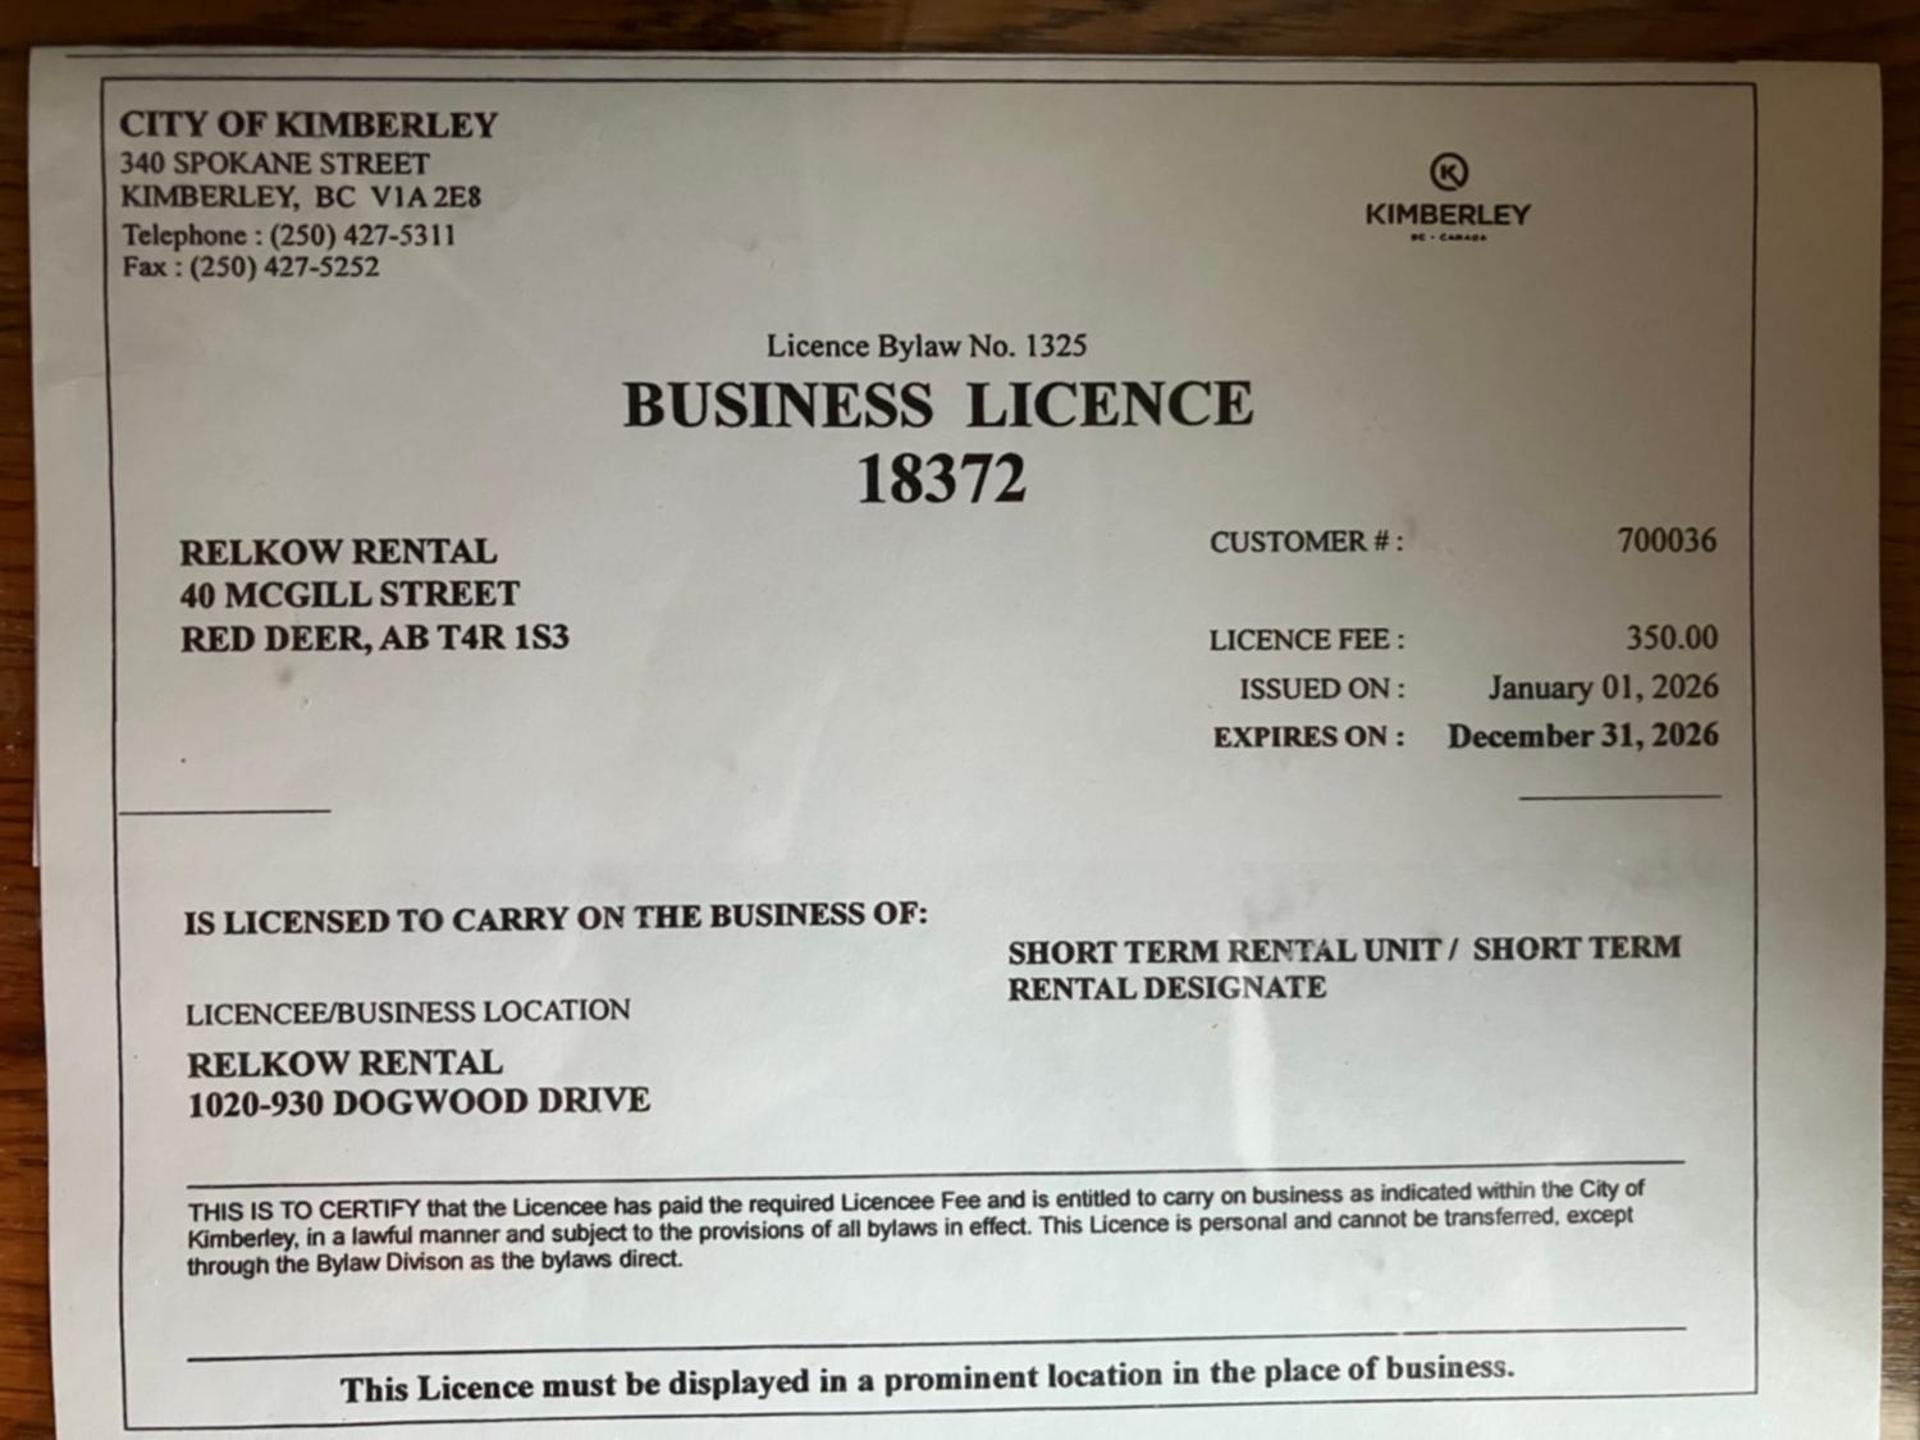 CITY OF KIMBERLEY
340 SPOKANE STREET
KIMBERLEY, BC V1A 2E8
Telephone : (250) 427-5311
Fax : (250) 427-5252
K
KIMBERLEY
BC • CANADA
Licence Bylaw No. 1325
BUSINESS LICENCE
18372
RELKOW RENTAL
40 MCGILL STREET
RED DEER, AB T4R 1S3
CUSTOMER # : 700036
LICENCE FEE : 350.00
ISSUED ON : January 01, 2026
EXPIRES ON : December 31, 2026
IS LICENSED TO CARRY ON THE BUSINESS OF:
SHORT TERM RENTAL UNIT / SHORT TERM
RENTAL DESIGNATE
LICENCEE/BUSINESS LOCATION
RELKOW RENTAL
1020-930 DOGWOOD DRIVE
THIS IS TO CERTIFY that the Licencee has paid the required Licencee Fee and is entitled to carry on business as indicated within the City of
Kimberley, in a lawful manner and subject to the provisions of all bylaws in effect. This Licence is personal and cannot be transferred, except
through the Bylaw Divison as the bylaws direct.
This Licence must be displayed in a prominent location in the place of business.